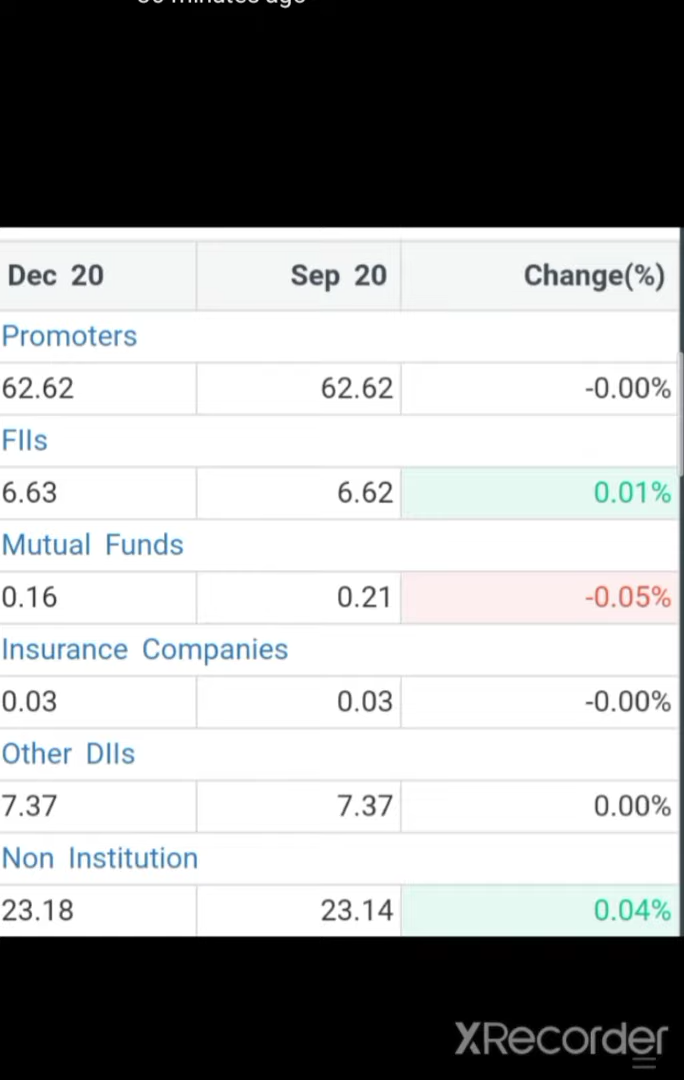 minutes ago
Dec 20 Sep 20 Change(%)
Promoters
62.62 62.62 -0.00%
FIIs
6.63 6.62 0.01%
Mutual Funds
0.16 0.21 -0.05%
Insurance Companies
0.03 0.03 -0.00%
Other DIIs
7.37 7.37 0.00%
Non Institution
23.18 23.14 0.04%
XRecorder